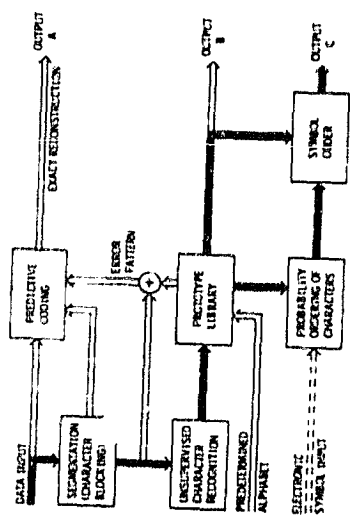 DATA INPUT
PREDICTIVE
CODING
EXACT RECONSTRUCTION
OUTPUT
A
SEGMENTATION
(CHARACTER
BLOCKING)
ERROR
PATTERN
+
UNSUPERVISED
CHARACTER
RECOGNITION
PROTOTYPE
LIBRARY
OUTPUT
B
PREDETERMINED
ALPHABET
ELECTRONIC
SYMBOL INPUT
PROBABILITY
ORDERING OF
CHARACTERS
SYMBOL
OUTPUT
C